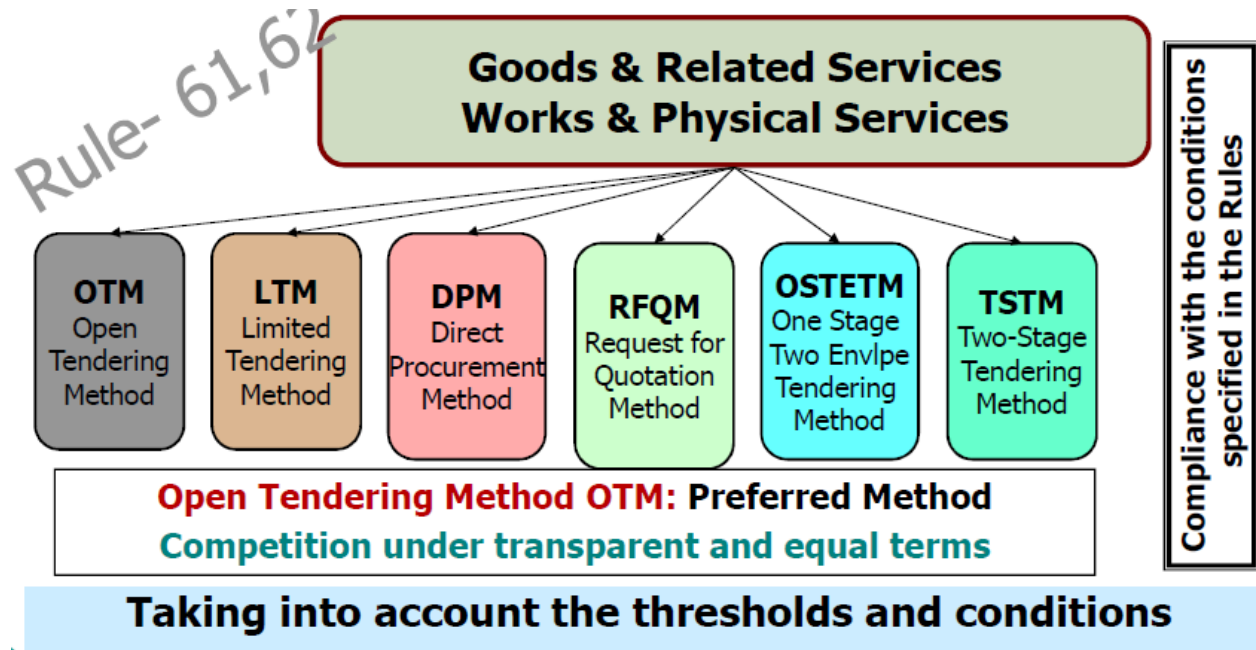 Rule- 61,62
Goods & Related Services
Works & Physical Services
OTM
Open
Tendering
Method
LTM
Limited
Tendering
Method
DPM
Direct
Procurement
Method
RFQM
Request for
Quotation
Method
OSTETM
One Stage
Two Envlpe
Tendering
Method
TSTM
Two-Stage
Tendering
Method
Open Tendering Method OTM: Preferred Method
Competition under transparent and equal terms
Taking into account the thresholds and conditions
Compliance with the conditions
specified in the Rules